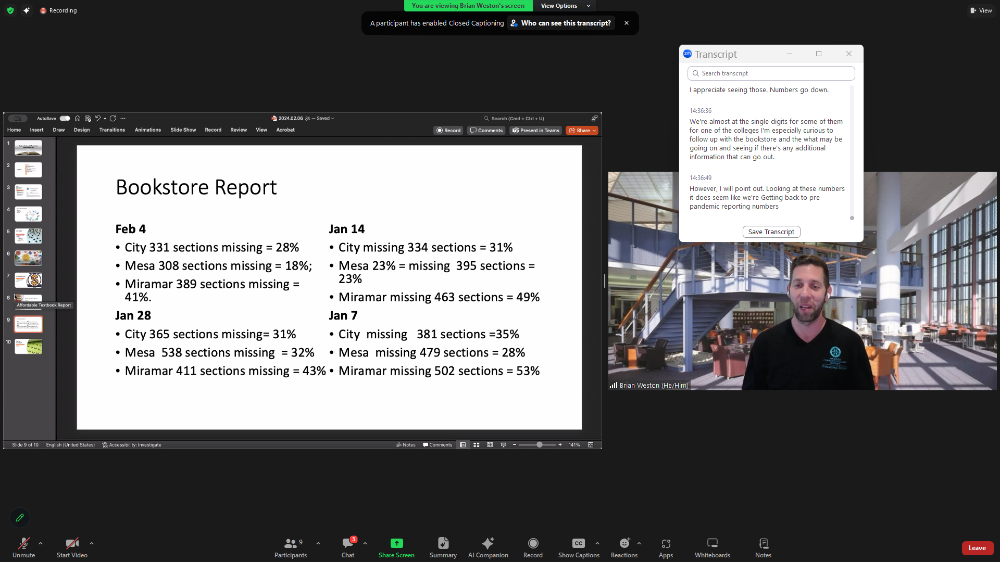 Recording
You are viewing Brian Weston's screen
View Options
View
A participant has enabled Closed Captioning
Who can see this transcript?
zm Transcript
Search transcript
I appreciate seeing those. Numbers go down.
14:36:36
We're almost at the single digits for some of them
for one of the colleges I'm especially curious to
follow up with the bookstore and the what may be
going on and seeing if there's any additional
information that can go out.
14:36:49
However, I will point out. Looking at these numbers
it does seem like we're Getting back to pre
pandemic reporting numbers
Save Transcript
AutoSave
2024.02.06 — Saved
Search (Cmd + Ctrl + U)
Home Insert Draw Design Transitions Animations Slide Show Record Review View Acrobat
Record Comments Present in Teams Share
1
2
3
4
5
6
7
8
Affordable Textbook Report
9
10
Bookstore Report
Feb 4
• City 331 sections missing = 28%
• Mesa 308 sections missing = 18%;
• Miramar 389 sections missing =
41%.
Jan 28
• City 365 sections missing= 31%
• Mesa  538 sections missing  = 32%
• Miramar 411 sections missing = 43%
Jan 14
• City missing 334 sections = 31%
• Mesa 23% = missing  395 sections =
23%
• Miramar missing 463 sections = 49%
Jan 7
• City  missing   381 sections =35%
• Mesa  missing 479 sections = 28%
• Miramar missing 502 sections = 53%
Slide 9 of 10 English (United States) Accessibility: Investigate
Notes Comments 141%
Brian Weston (He/Him)
Unmute
Start Video
9
Participants
3
Chat
Share Screen
Summary
AI Companion
Record
CC
Show Captions
Reactions
Apps
Whiteboards
Notes
Leave